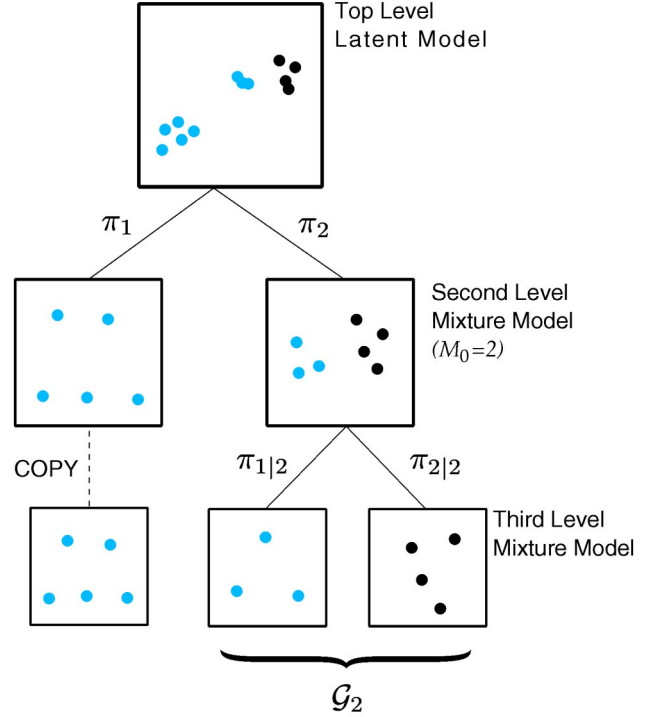 Top Level
Latent Model
π₁
π₂
Second Level
Mixture Model
(M₀=2)
COPY
π₁|₂
π₂|₂
Third Level
Mixture Model
𝒢₂